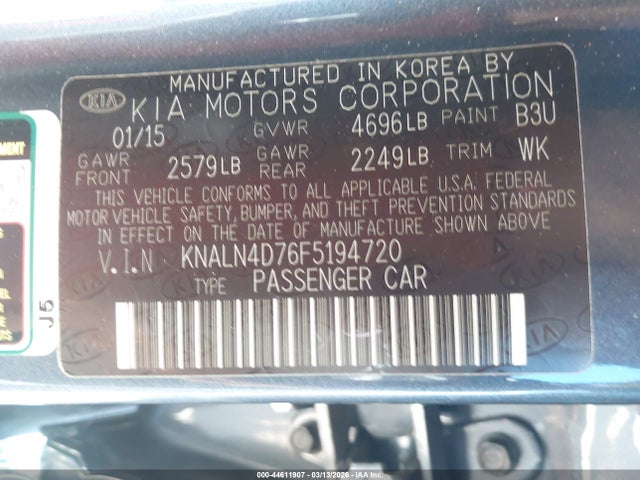 MANUFACTURED IN KOREA BY
KIA KIA MOTORS CORPORATION
01/15 GVWR 4696LB PAINT B3U
GAWR FRONT 2579LB GAWR REAR 2249LB TRIM WK
THIS VEHICLE CONFORMS TO ALL APPLICABLE U.S.A. FEDERAL
MOTOR VEHICLE SAFETY, BUMPER, AND THEFT PREVENTION STANDARDS
IN EFFECT ON THE DATE OF MANUFACTURE SHOWN ABOVE
V.I.N KNALN4D76F5194720
TYPE PASSENGER CAR
J5
000-44611907 - 03/13/2026 - IAAI.COM